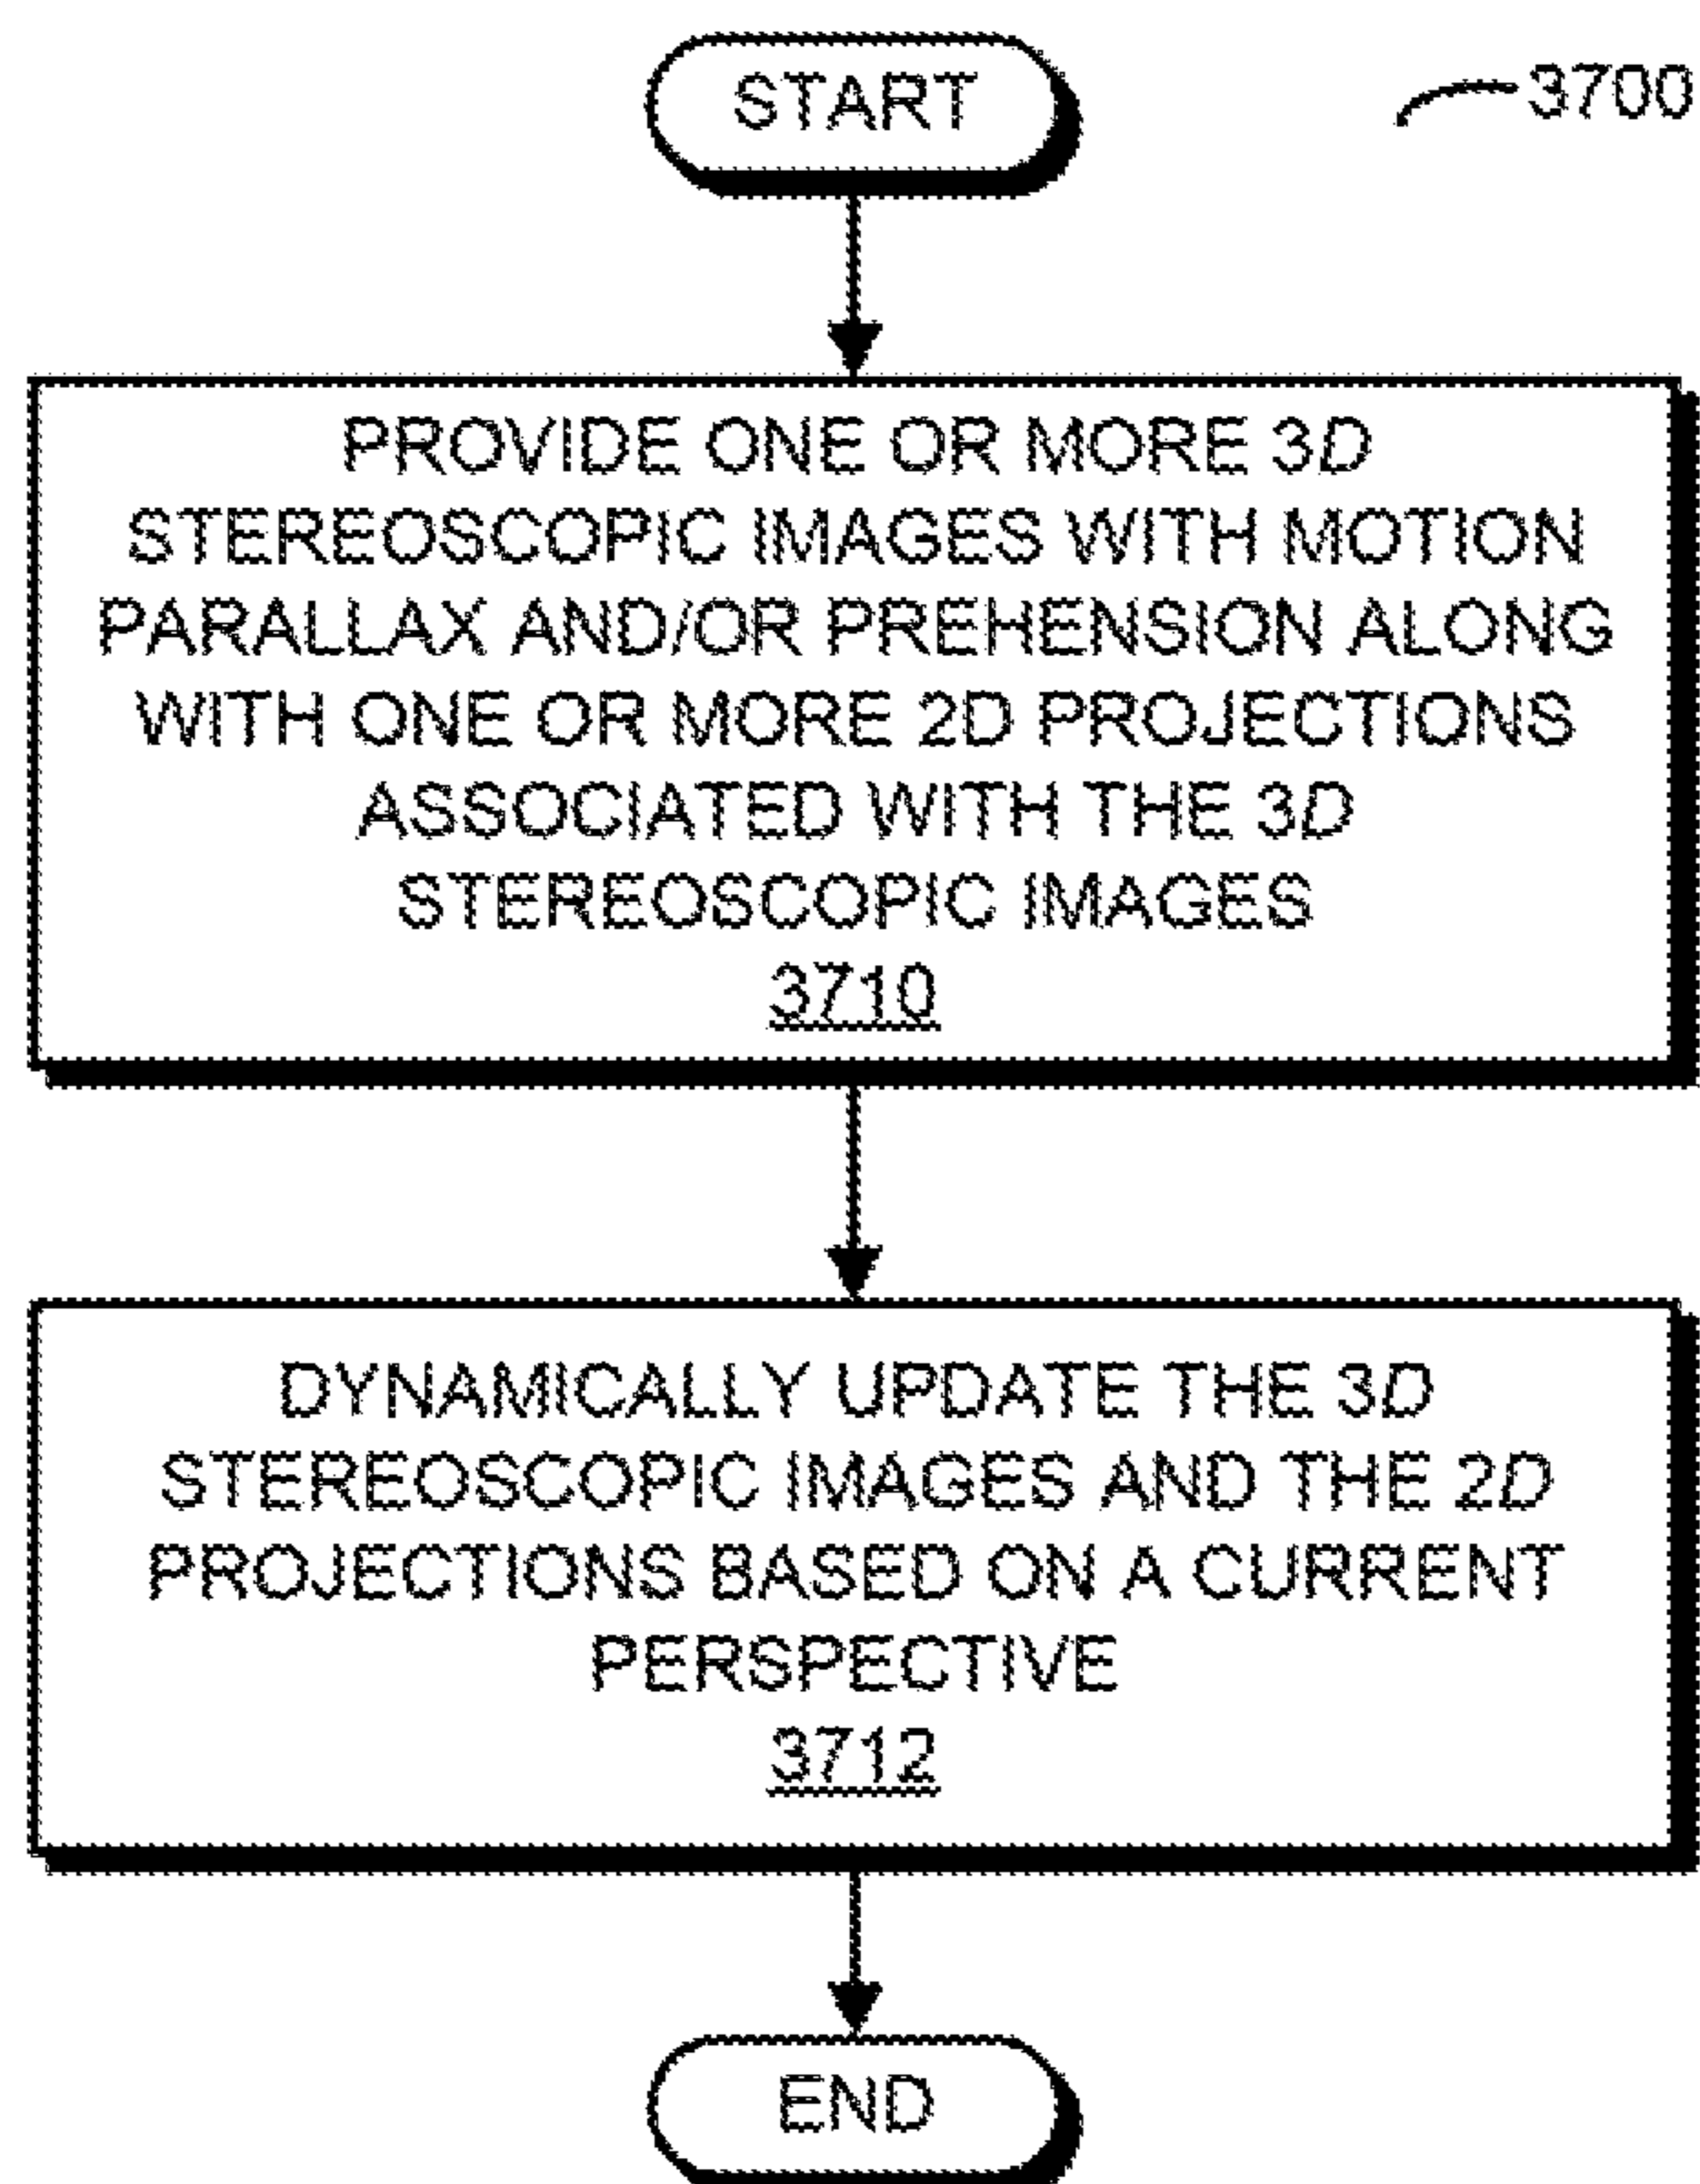 START
3700
PROVIDE ONE OR MORE 3D
STEREOSCOPIC IMAGES WITH MOTION
PARALLAX AND/OR PREHENSION ALONG
WITH ONE OR MORE 2D PROJECTIONS
ASSOCIATED WITH THE 3D
STEREOSCOPIC IMAGES
3710
DYNAMICALLY UPDATE THE 3D
STEREOSCOPIC IMAGES AND THE 2D
PROJECTIONS BASED ON A CURRENT
PERSPECTIVE
3712
END